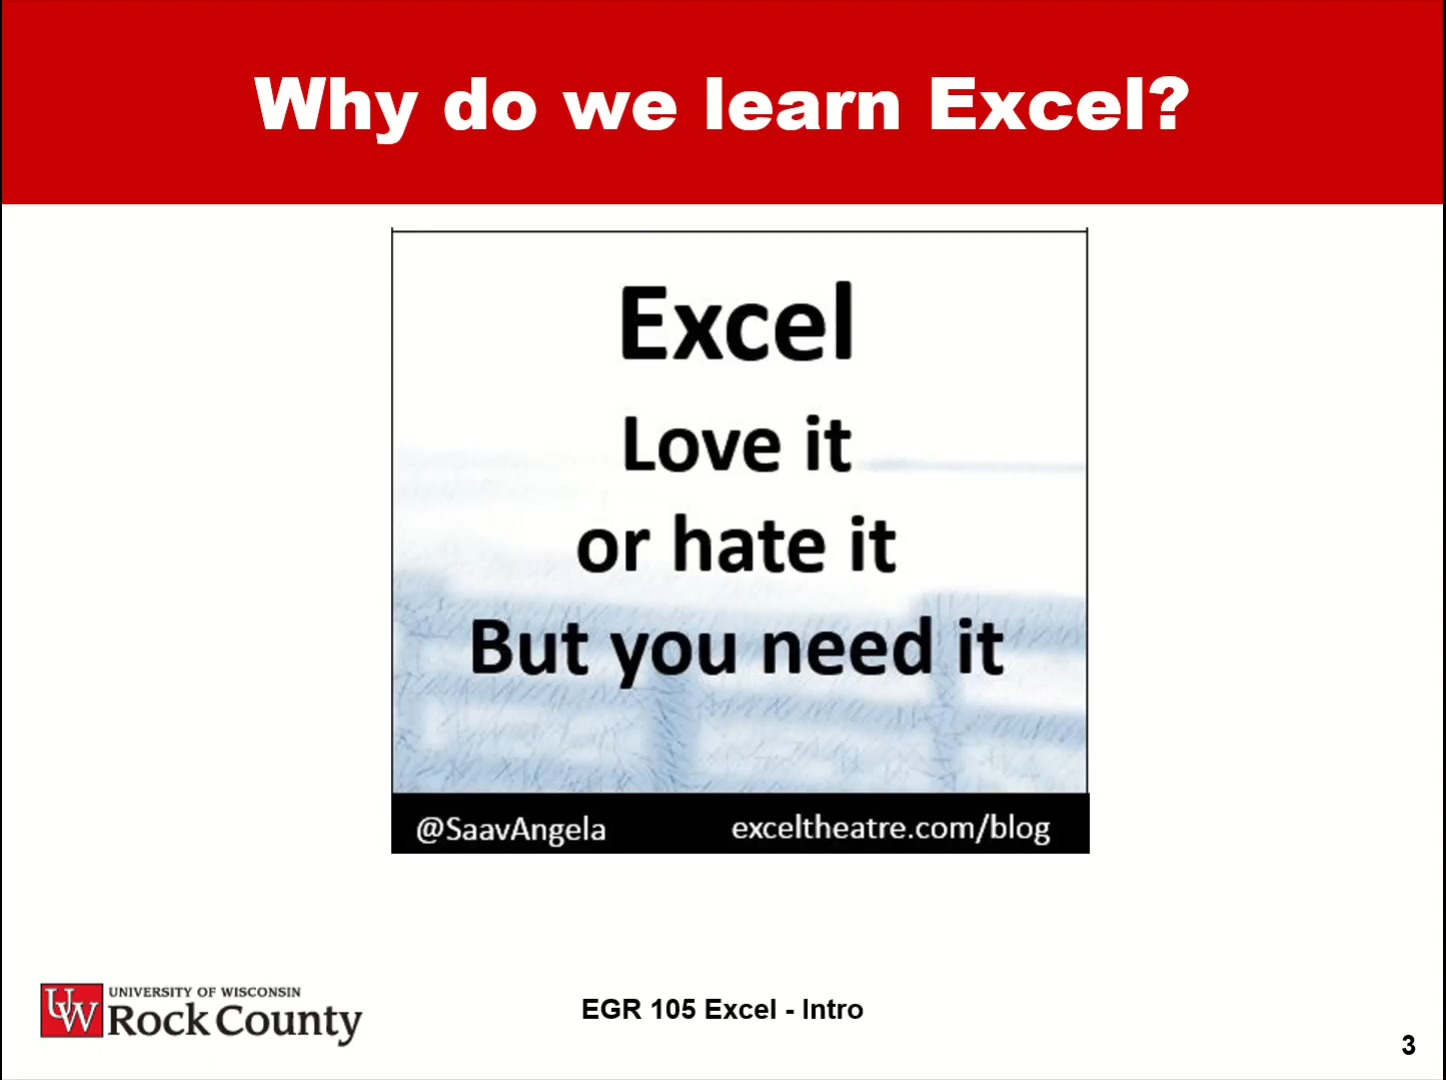 Why do we learn Excel?
Excel
Love it
or hate it
But you need it
@SaavAngela exceltheatre.com/blog
UW UNIVERSITY OF WISCONSIN
Rock County
EGR 105 Excel - Intro
3